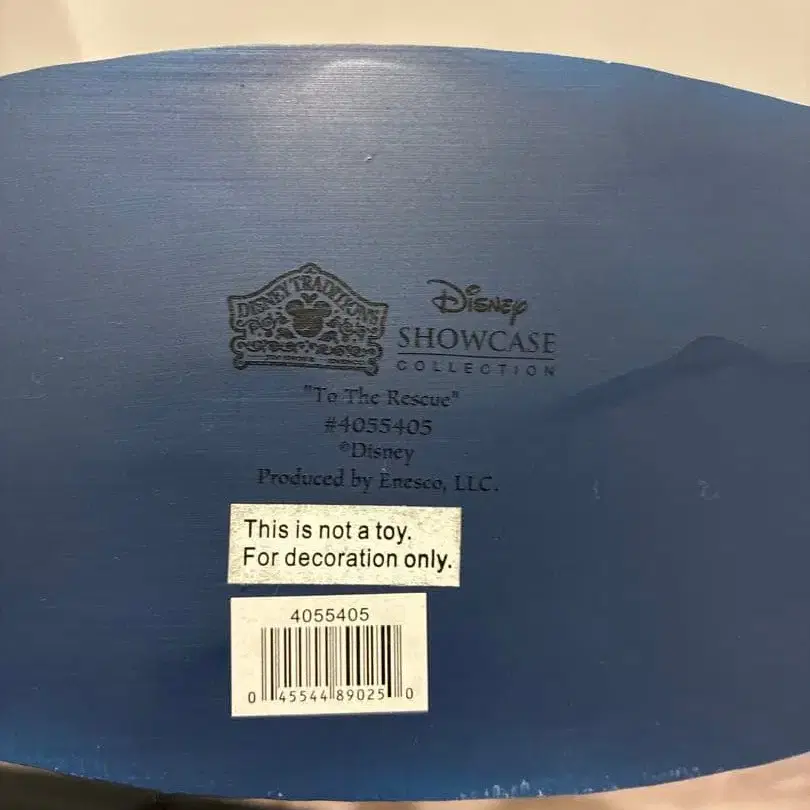 DISNEY TRADITIONS
Disney
SHOWCASE
COLLECTION
"To The Rescue"
#4055405
©Disney
Produced by Enesco, LLC.
This is not a toy.
For decoration only.
4055405
0 45544 89025 0